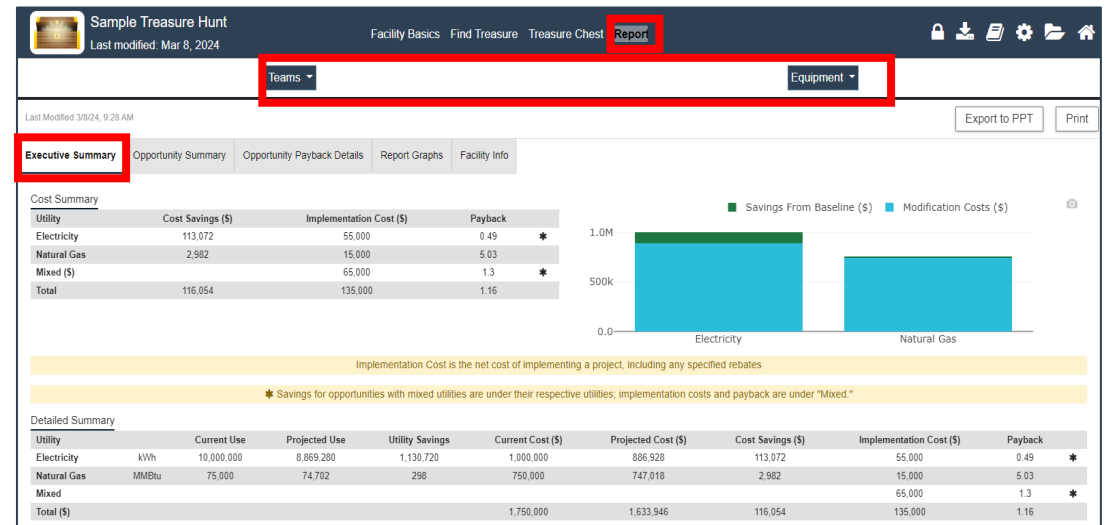 Sample Treasure Hunt
Last modified: Mar 8, 2024
Facility Basics Find Treasure Treasure Chest Report
Teams Equipment
Last Modified 3/8/24, 9:28 AM
Export to PPT Print
Executive Summary Opportunity Summary Opportunity Payback Details Report Graphs Facility Info
Cost Summary
Utility Cost Savings ($) Implementation Cost ($) Payback
Electricity 113,072 55,000 0.49 ✱
Natural Gas 2,982 15,000 5.03
Mixed ($) 65,000 1.3 ✱
Total 116,054 135,000 1.16
Savings From Baseline ($) Modification Costs ($)
1.0M
500k
0.0
Electricity Natural Gas
Implementation Cost is the net cost of implementing a project, including any specified rebates
✱ Savings for opportunities with mixed utilities are under their respective utilities; implementation costs and payback are under "Mixed."
Detailed Summary
Utility Current Use Projected Use Utility Savings Current Cost ($) Projected Cost ($) Cost Savings ($) Implementation Cost ($) Payback
Electricity kWh 10,000,000 8,869,280 1,130,720 1,000,000 886,928 113,072 55,000 0.49 ✱
Natural Gas MMBtu 75,000 74,702 298 750,000 747,018 2,982 15,000 5.03
Mixed 65,000 1.3 ✱
Total ($) 1,750,000 1,633,946 116,054 135,000 1.16